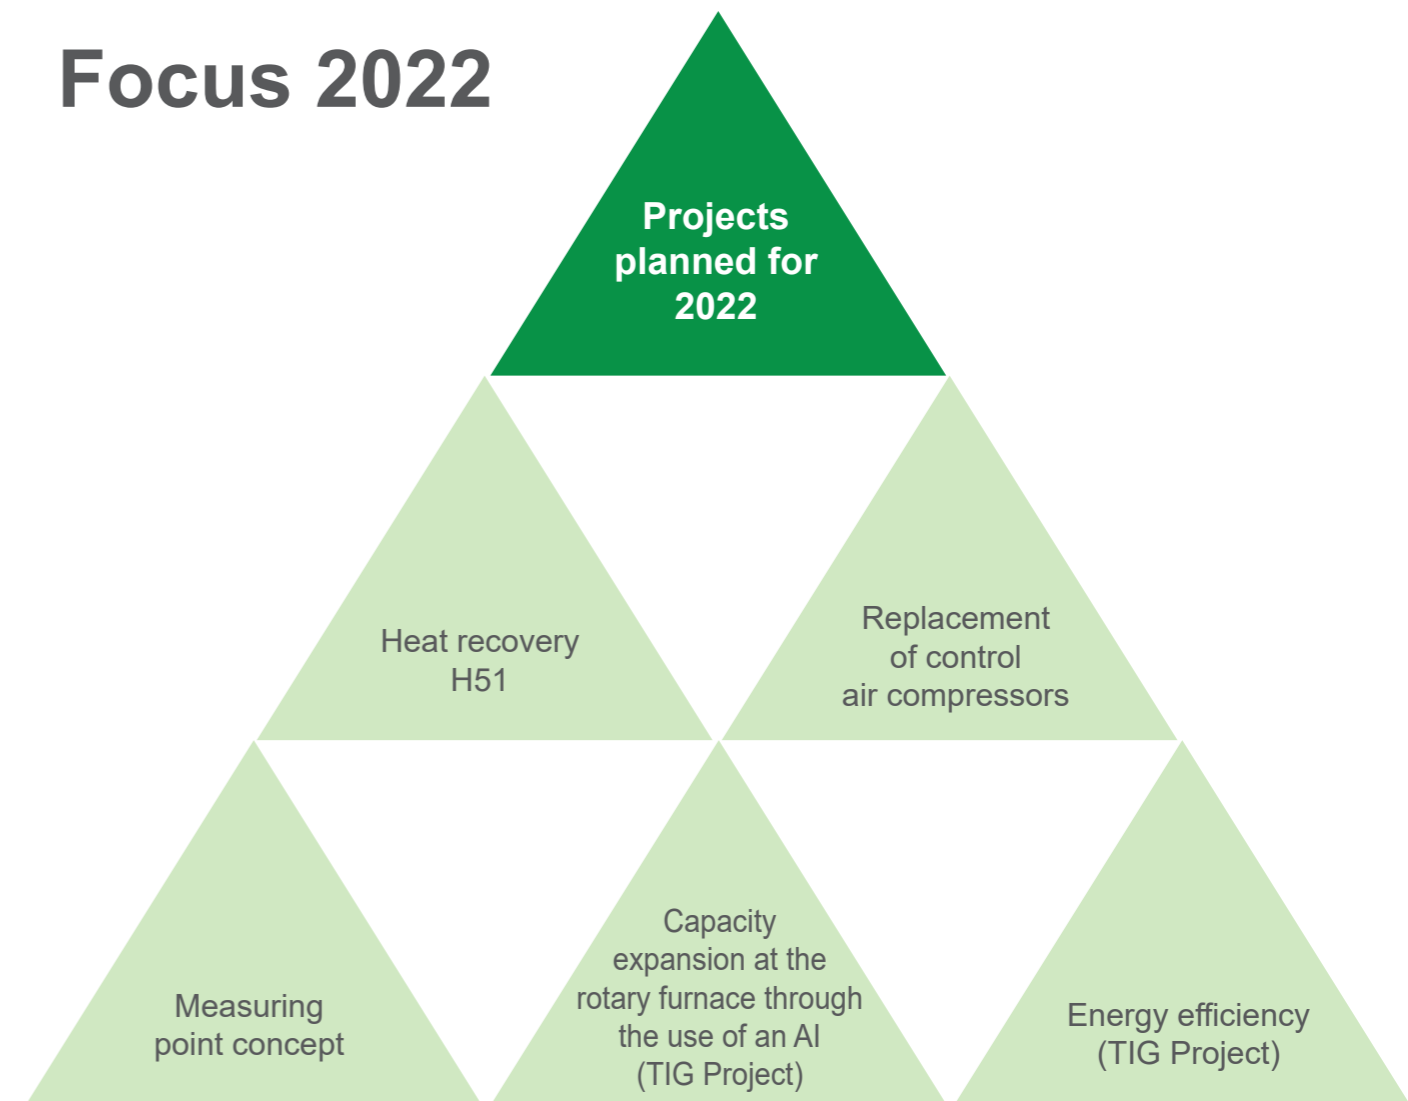 Focus 2022
Projects
planned for
2022
Heat recovery
H51
Replacement
of control
air compressors
Measuring
point concept
Capacity
expansion at the
rotary furnace through
the use of an AI
(TIG Project)
Energy efficiency
(TIG Project)